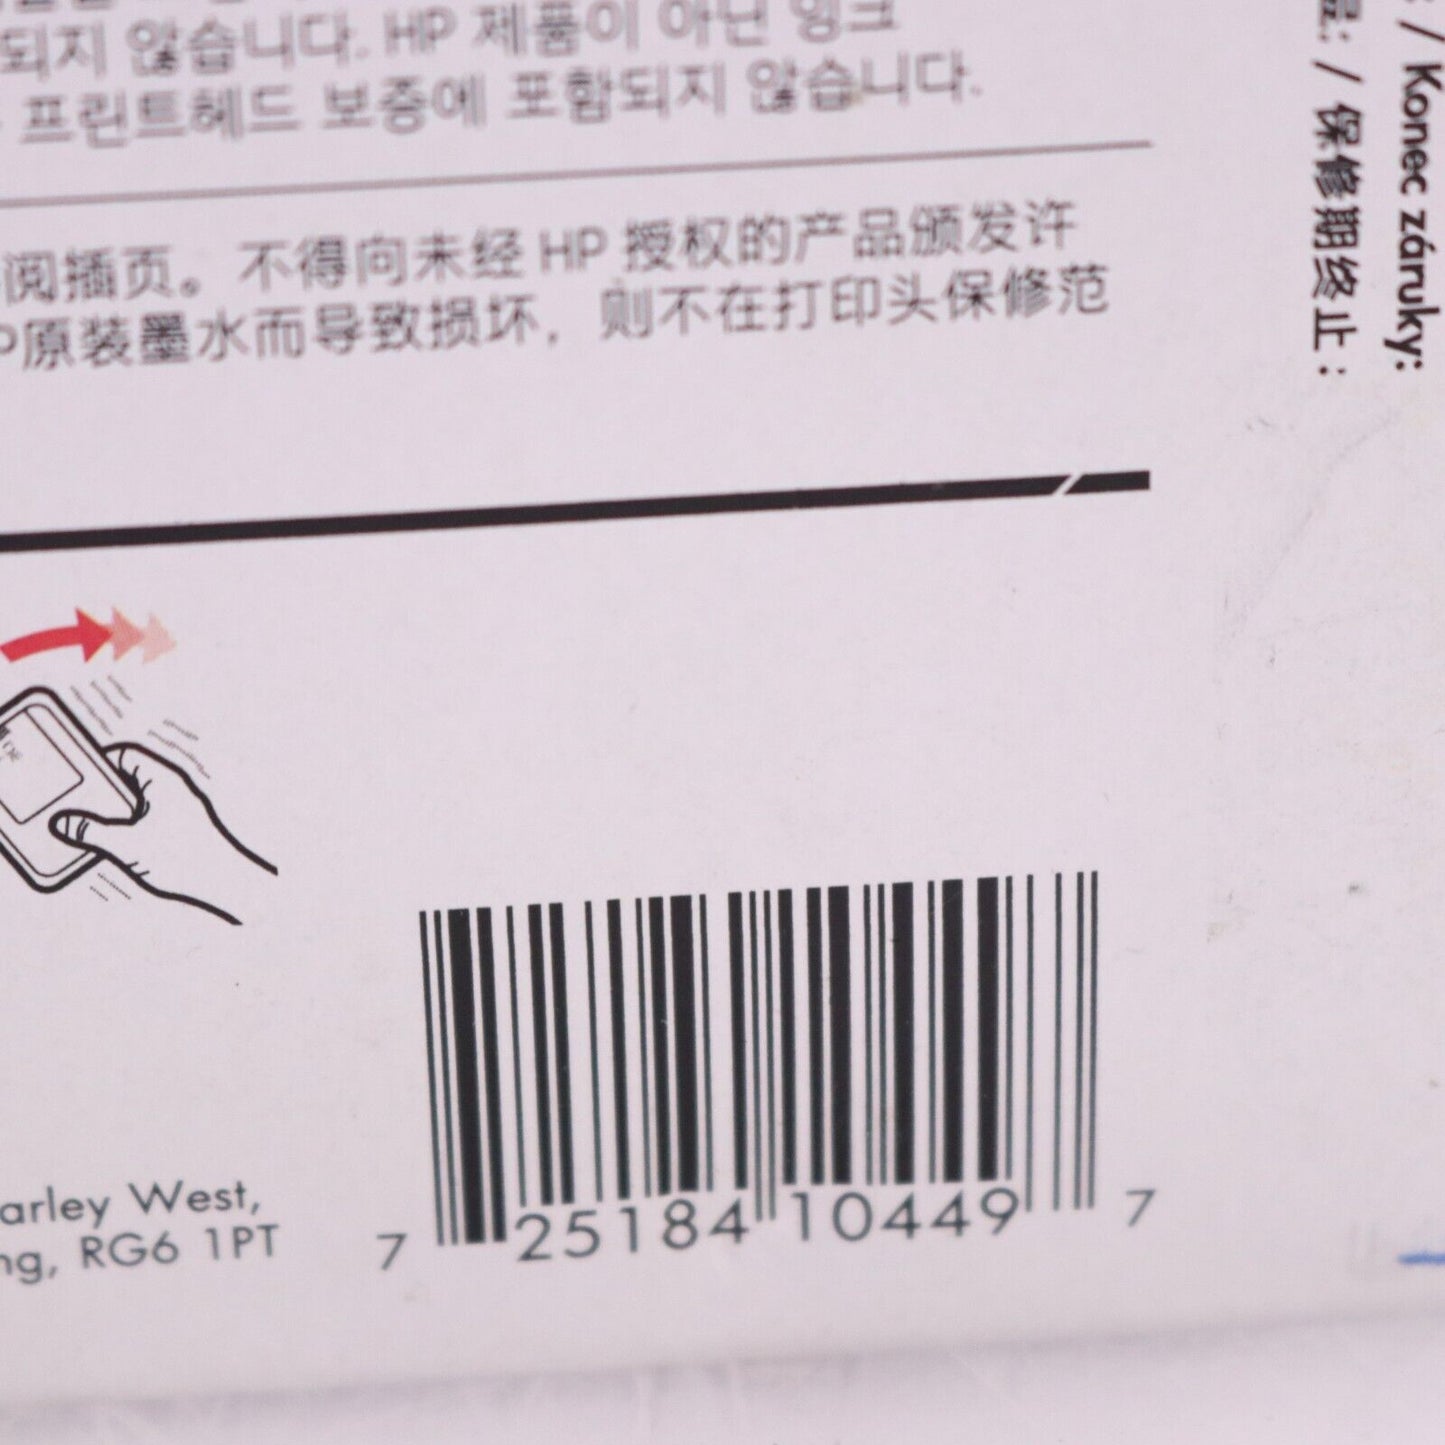 되지 않습니다. HP 제품이 아닌 잉크
프린트헤드 보증에 포함되지 않습니다.
阅插页。不得向未经 HP 授权的产品颁发许
P原装墨水而导致损坏，则不在打印头保修范
/ Konec záruky:
/ 保修期终止：
arley West,
ng, RG6 1PT
7 25184 10449 7